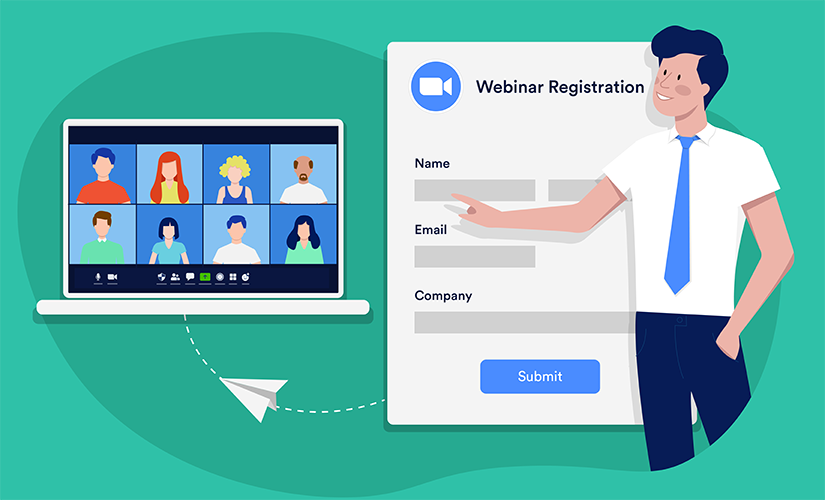 Webinar Registration
Name
Email
Company
Submit